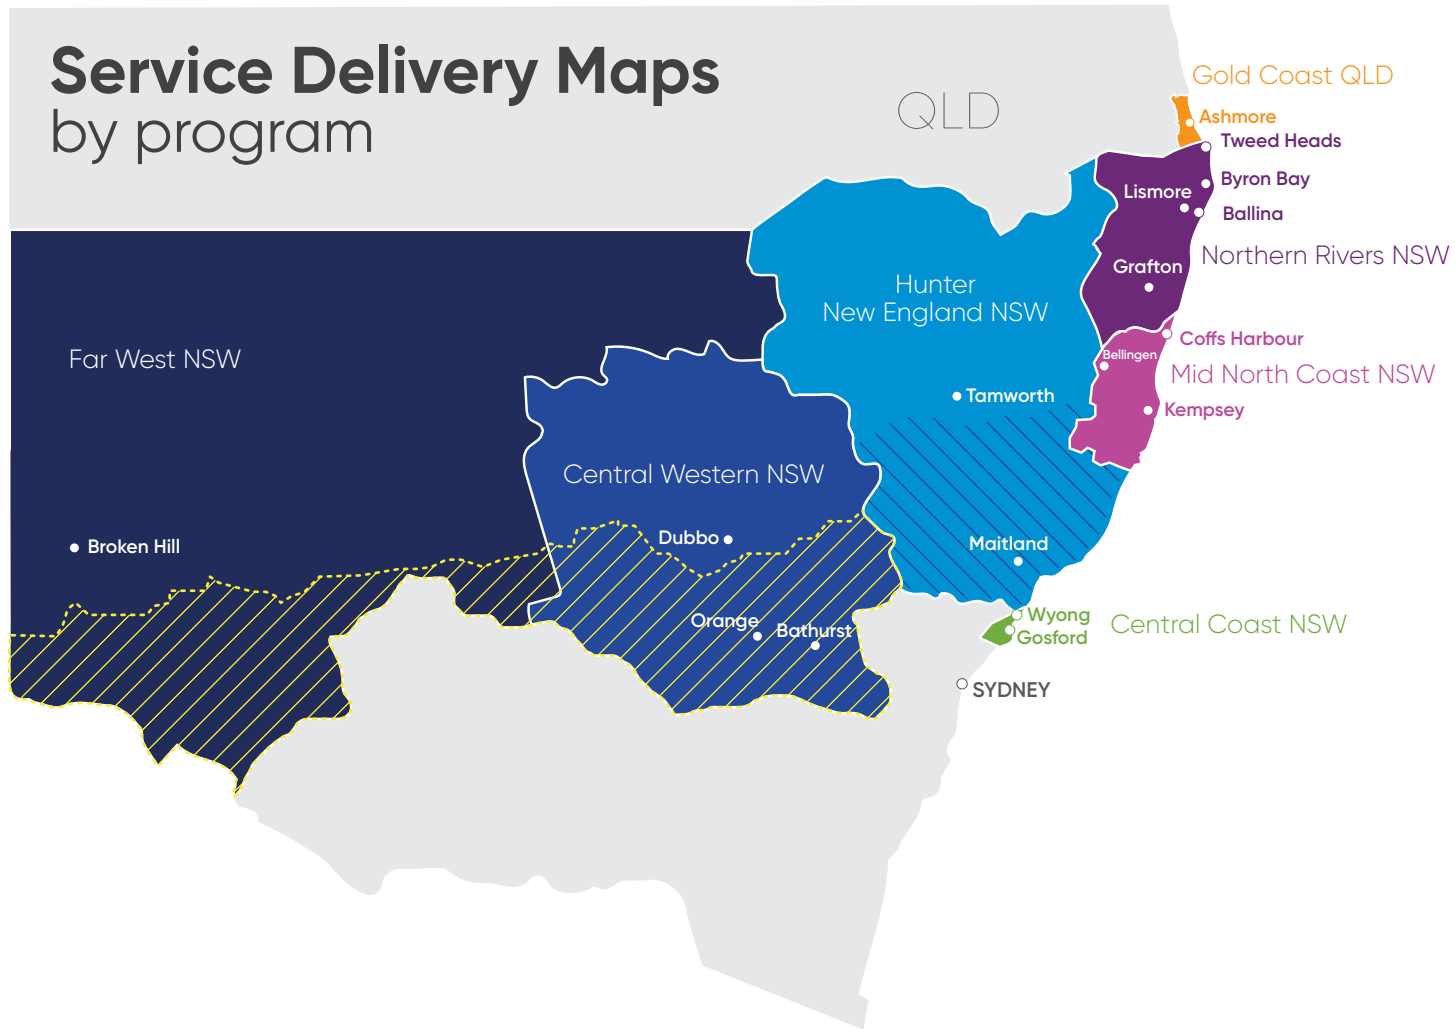 Service Delivery Maps
by program
QLD
Gold Coast QLD
Ashmore
Tweed Heads
Byron Bay
Lismore
Ballina
Northern Rivers NSW
Grafton
Hunter
New England NSW
Coffs Harbour
Bellingen
Mid North Coast NSW
Kempsey
Far West NSW
Tamworth
Central Western NSW
Dubbo
Broken Hill
Maitland
Wyong
Gosford
Central Coast NSW
Orange
Bathurst
SYDNEY